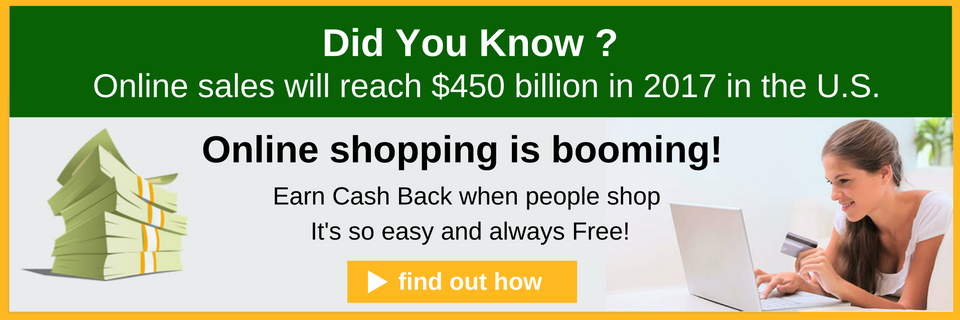 Did You Know ?
Online sales will reach $450 billion in 2017 in the U.S.
Online shopping is booming!
Earn Cash Back when people shop
It's so easy and always Free!
find out how